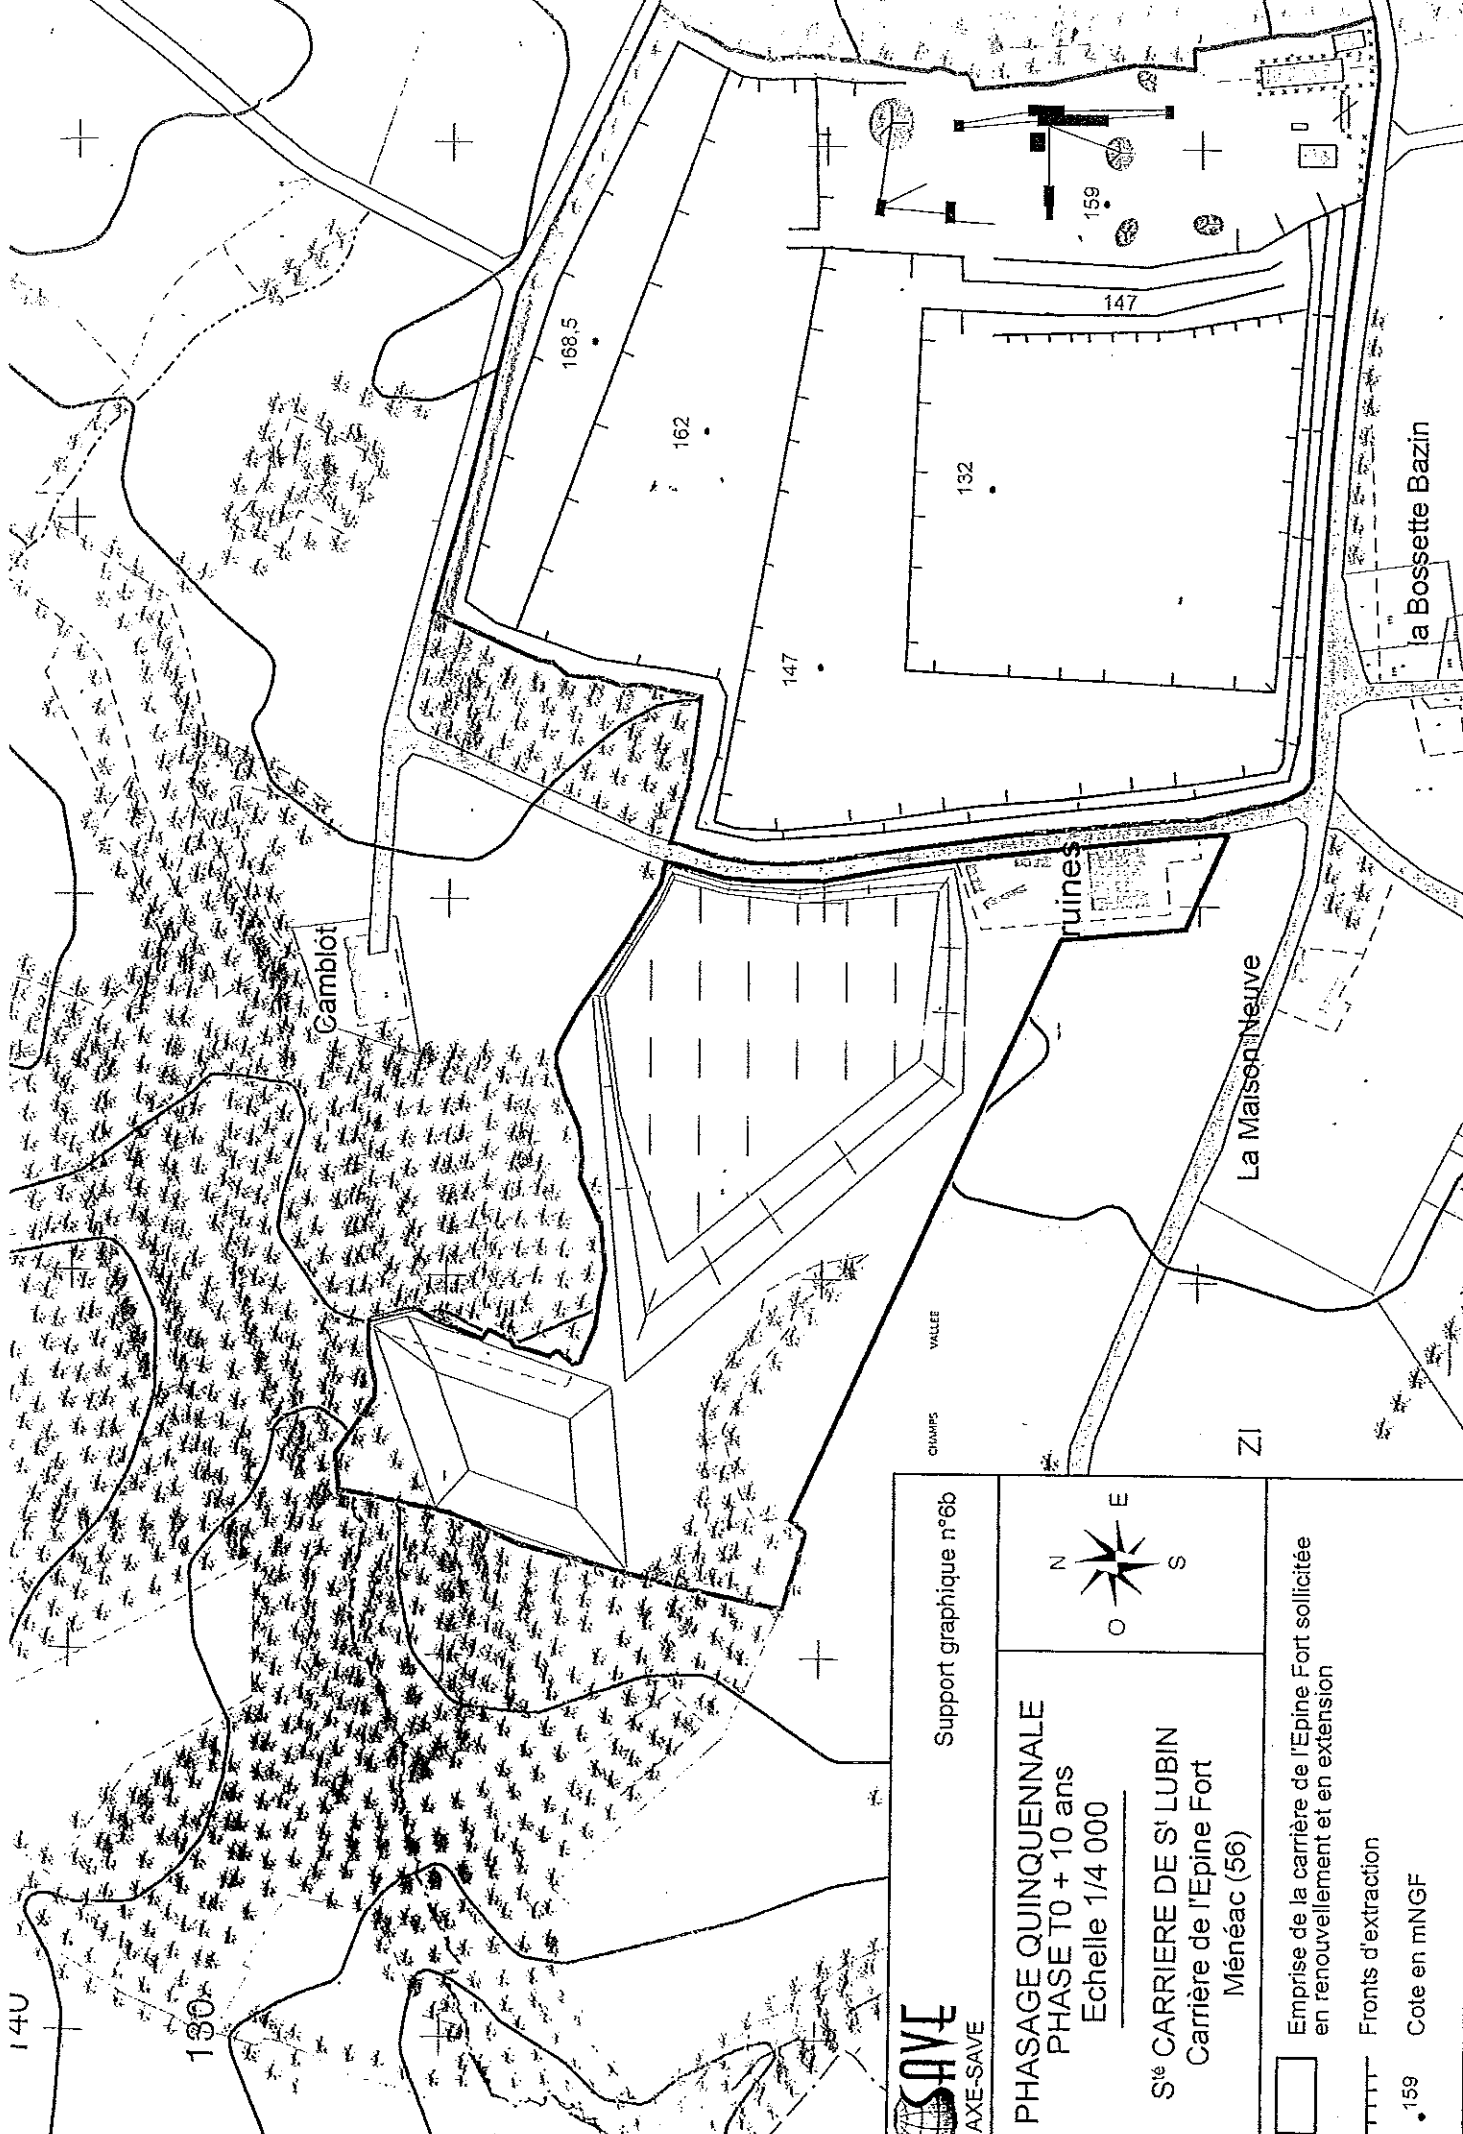 140
130
Camblot
168.5
162
147
132
147
159
ruines
la Bossette Bazin
La Maison Neuve
CHAMPS VALLEE
ZI
Support graphique n°6b
SAVE
AXE-SAVE
PHASAGE QUINQUENNALE
PHASE T0 + 10 ans
Echelle 1/4 000
Sté CARRIERE DE St LUBIN
Carrière de l'Epine Fort
Ménéac (56)
N
O
E
S
Emprise de la carrière de l'Epine Fort sollicitée
en renouvellement et en extension
Fronts d'extraction
159 Cote en mNGF